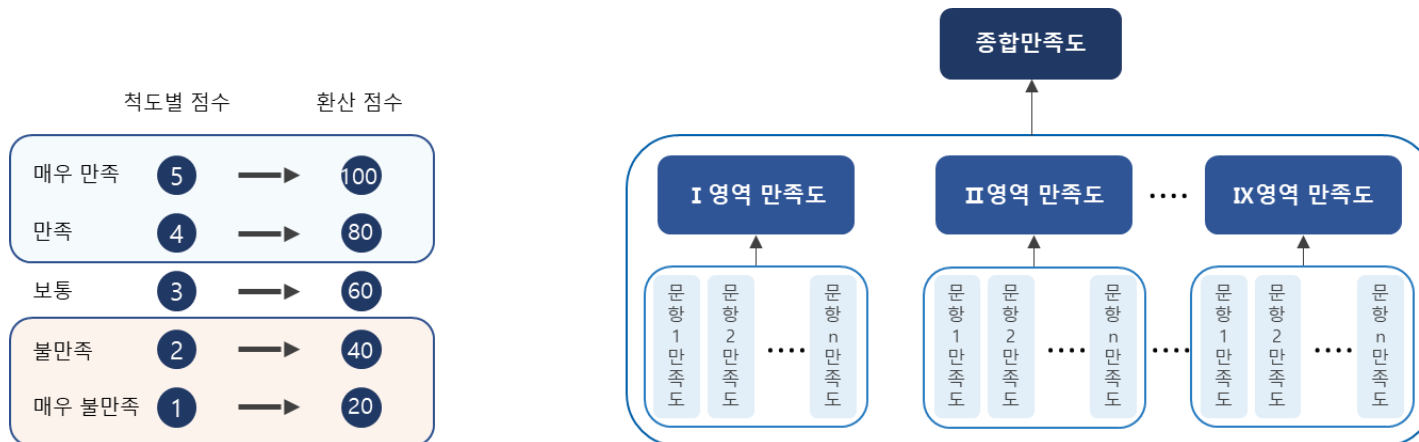 척도별 점수 환산 점수
매우 만족 5 100
만족 4 80
보통 3 60
불만족 2 40
매우 불만족 1 20
종합만족도
I 영역 만족도 II영역 만족도 .... IX영역 만족도
문항1만족도 문항2만족도 .... 문항n만족도 문항1만족도 문항2만족도 .... 문항n만족도 .... 문항1만족도 문항2만족도 .... 문항n만족도